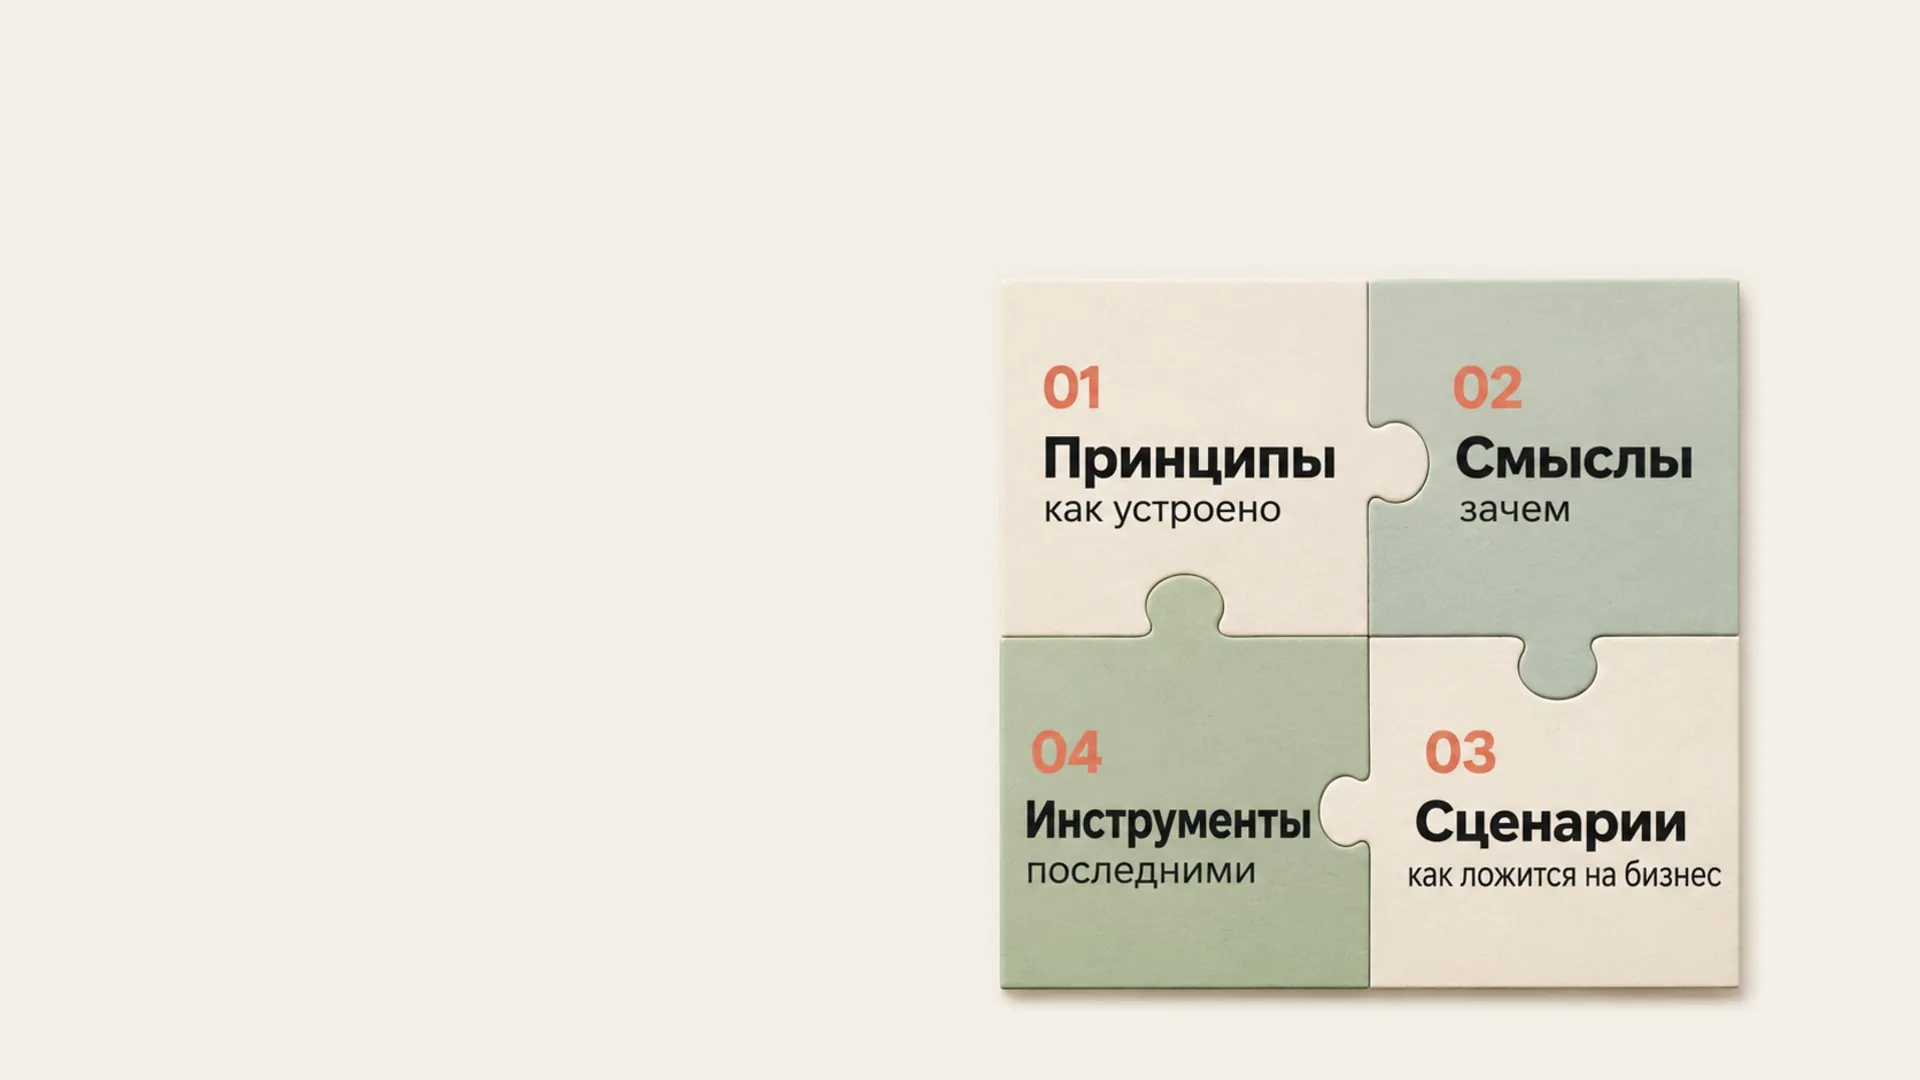 01
Принципы
как устроено
02
Смыслы
зачем
03
Сценарии
как ложится на бизнес
04
Инструменты
последними